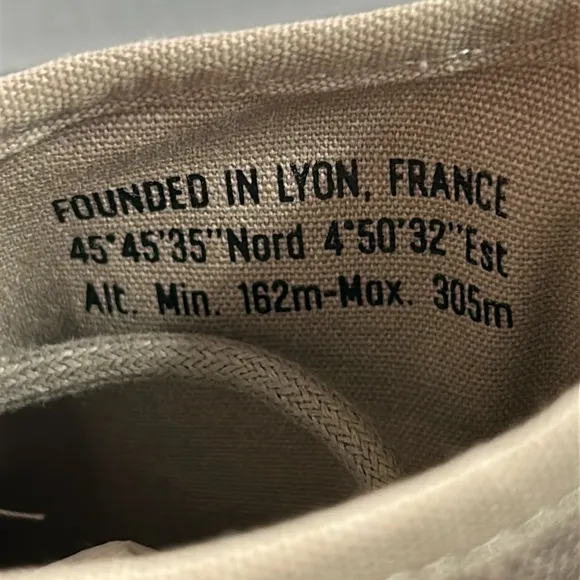 FOUNDED IN LYON, FRANCE
45°45'35"Nord 4°50'32"Est
Alt. Min. 162m-Max. 305m